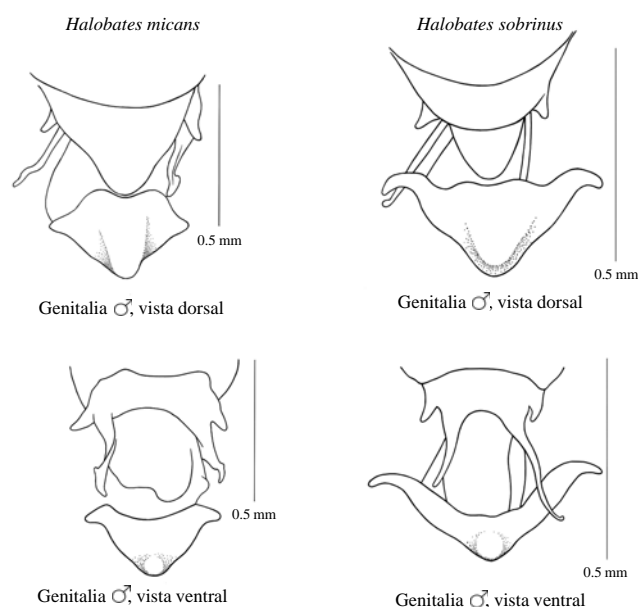 Halobates micans
Halobates sobrinus
0.5 mm
0.5 mm
Genitalia ♂, vista dorsal
Genitalia ♂, vista dorsal
0.5 mm
0.5 mm
Genitalia ♂, vista ventral
Genitalia ♂, vista ventral